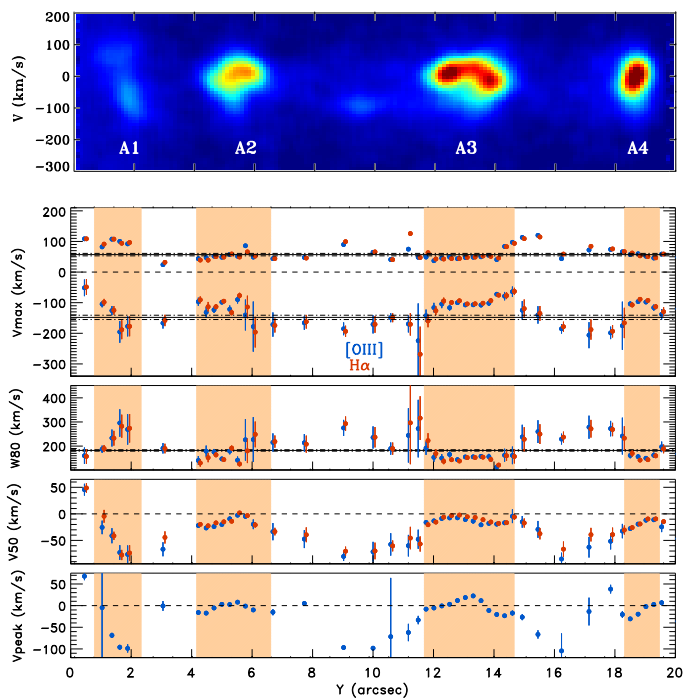 200
100
0
-100
-200
-300
V (km/s)
A1 A2 A3 A4
200
100
0
-100
-200
-300
Vmax (km/s)
[OIII]
Hα
400
300
200
W80 (km/s)
0
-50
V50 (km/s)
50
0
-50
-100
Vpeak (km/s)
0 2 4 6 8 10 12 14 16 18 20
Y (arcsec)